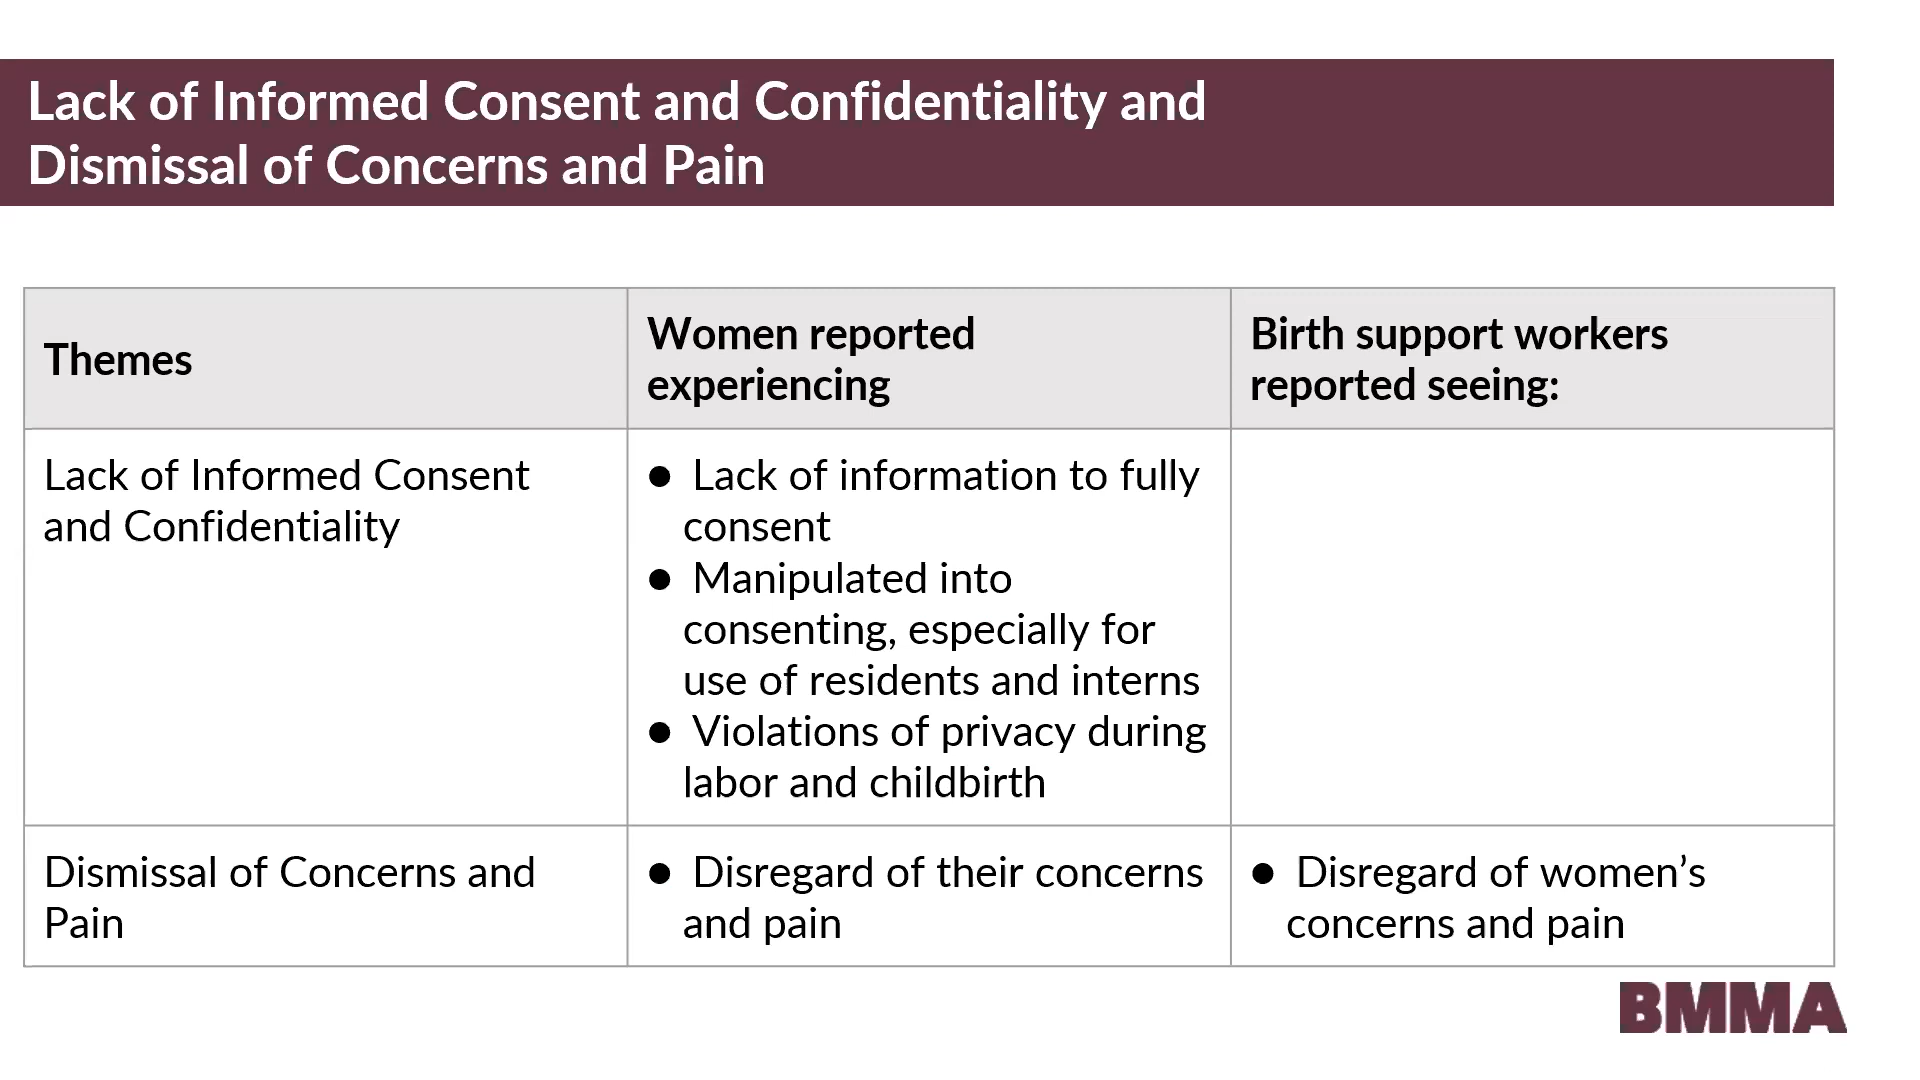 Lack of Informed Consent and Confidentiality and
Dismissal of Concerns and Pain
Themes
Women reported
experiencing
Birth support workers
reported seeing:
Lack of Informed Consent
and Confidentiality
● Lack of information to fully
consent
● Manipulated into
consenting, especially for
use of residents and interns
● Violations of privacy during
labor and childbirth
Dismissal of Concerns and
Pain
● Disregard of their concerns
and pain
● Disregard of women’s
concerns and pain
BMMA